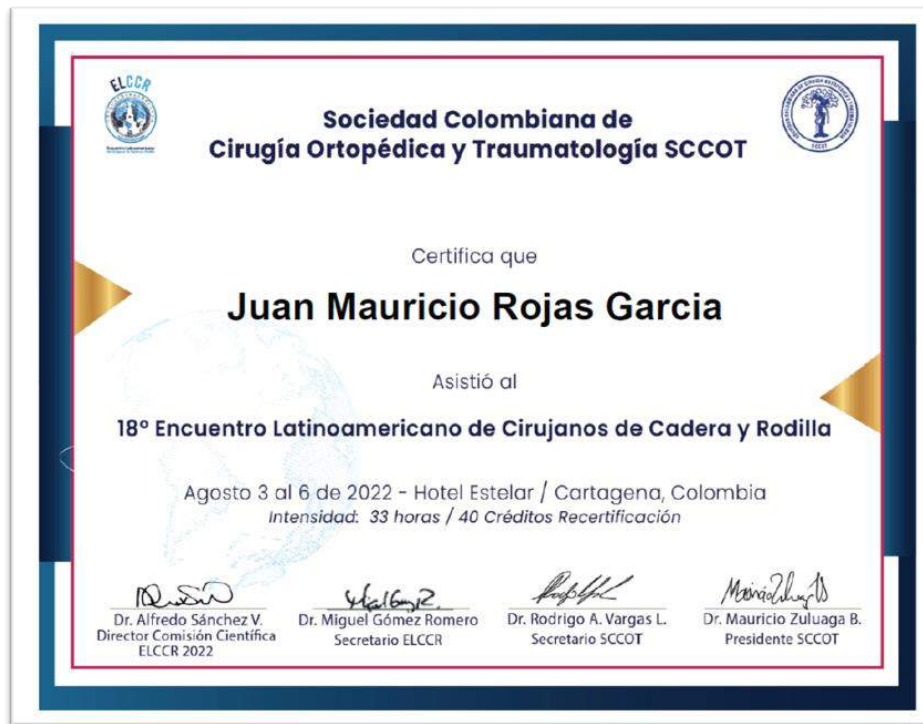 ELCCR
Sociedad Colombiana de
Cirugía Ortopédica y Traumatología SCCOT
SCCOT
Certifica que
Juan Mauricio Rojas Garcia
Asistió al
18° Encuentro Latinoamericano de Cirujanos de Cadera y Rodilla
Agosto 3 al 6 de 2022 - Hotel Estelar / Cartagena, Colombia
Intensidad: 33 horas / 40 Créditos Recertificación
Dr. Alfredo Sánchez V.
Director Comisión Científica
ELCCR 2022
Dr. Miguel Gómez Romero
Secretario ELCCR
Dr. Rodrigo A. Vargas L.
Secretario SCCOT
Dr. Mauricio Zuluaga B.
Presidente SCCOT